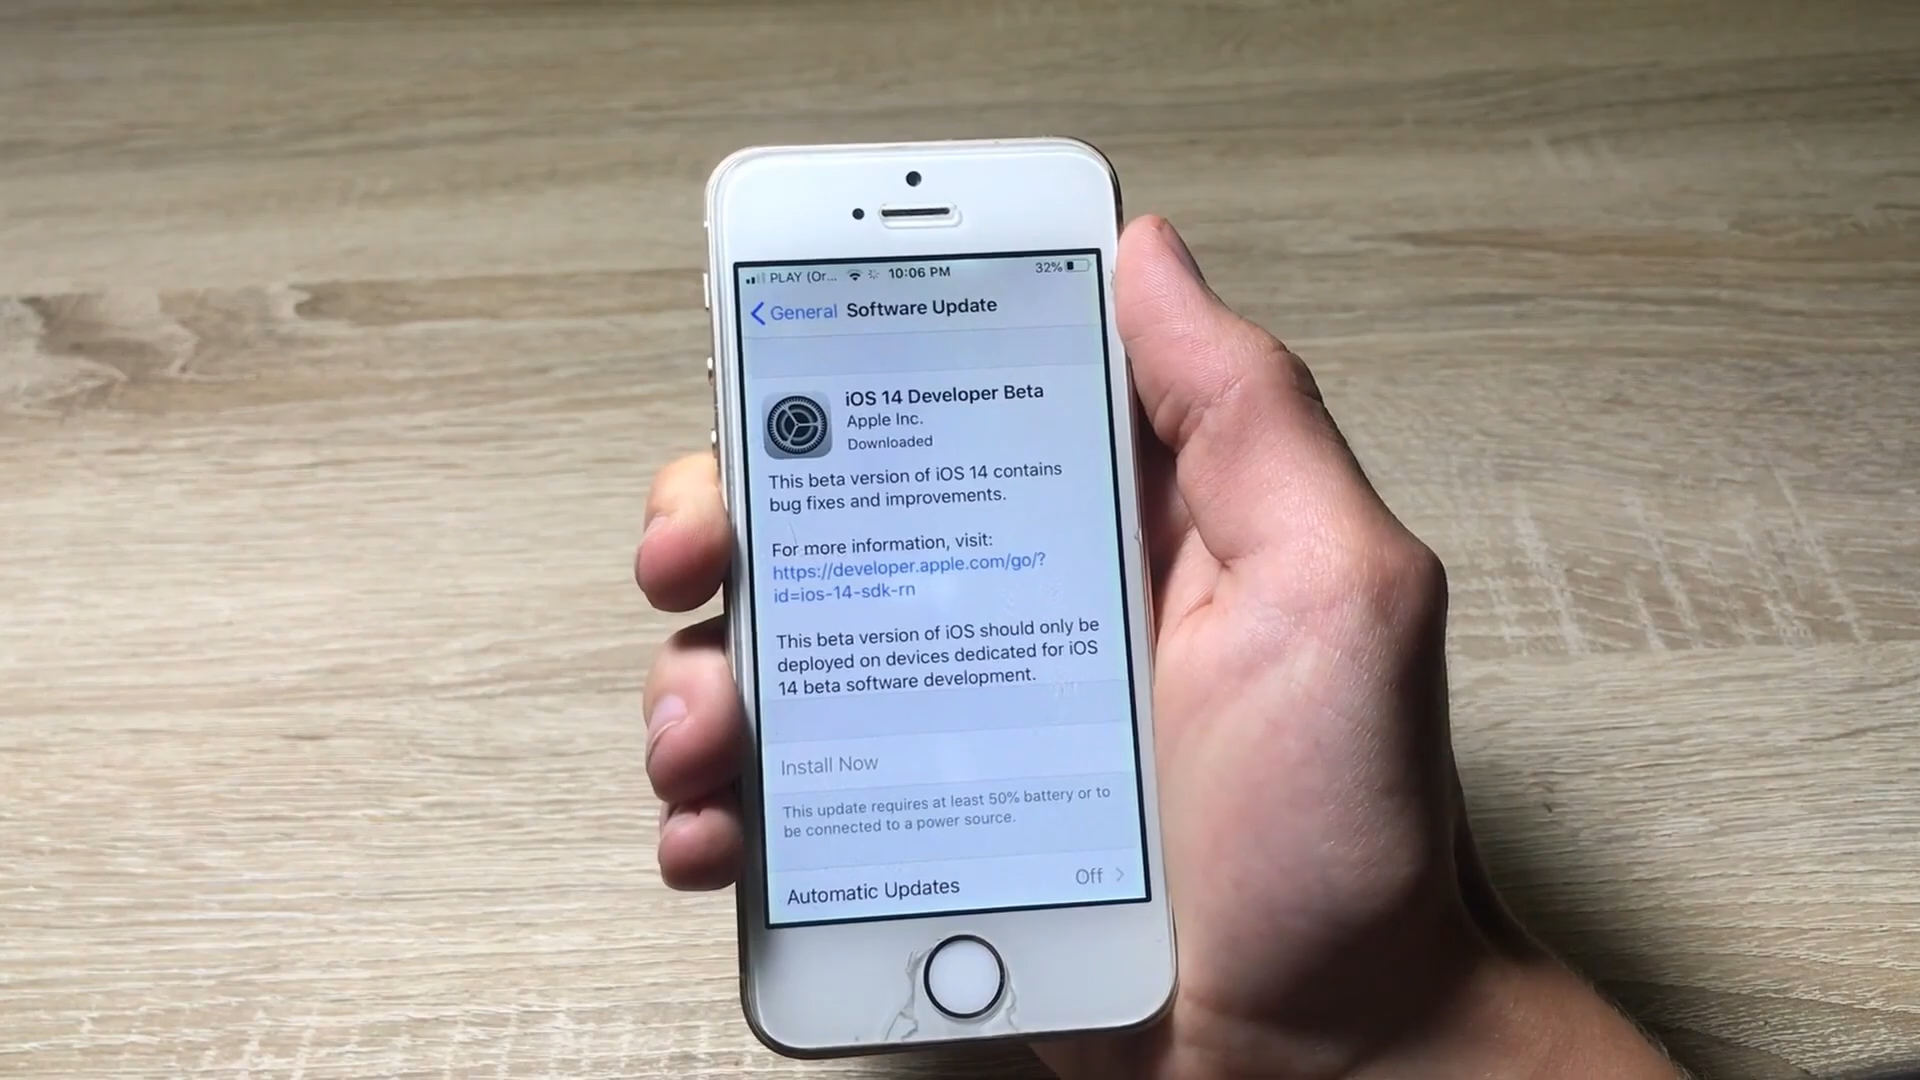 PLAY (Or... 10:06 PM 32%
General Software Update
iOS 14 Developer Beta
Apple Inc.
Downloaded
This beta version of iOS 14 contains
bug fixes and improvements.
For more information, visit:
https://developer.apple.com/go/?
id=ios-14-sdk-rn
This beta version of iOS should only be
deployed on devices dedicated for iOS
14 beta software development.
Install Now
This update requires at least 50% battery or to
be connected to a power source.
Automatic Updates Off